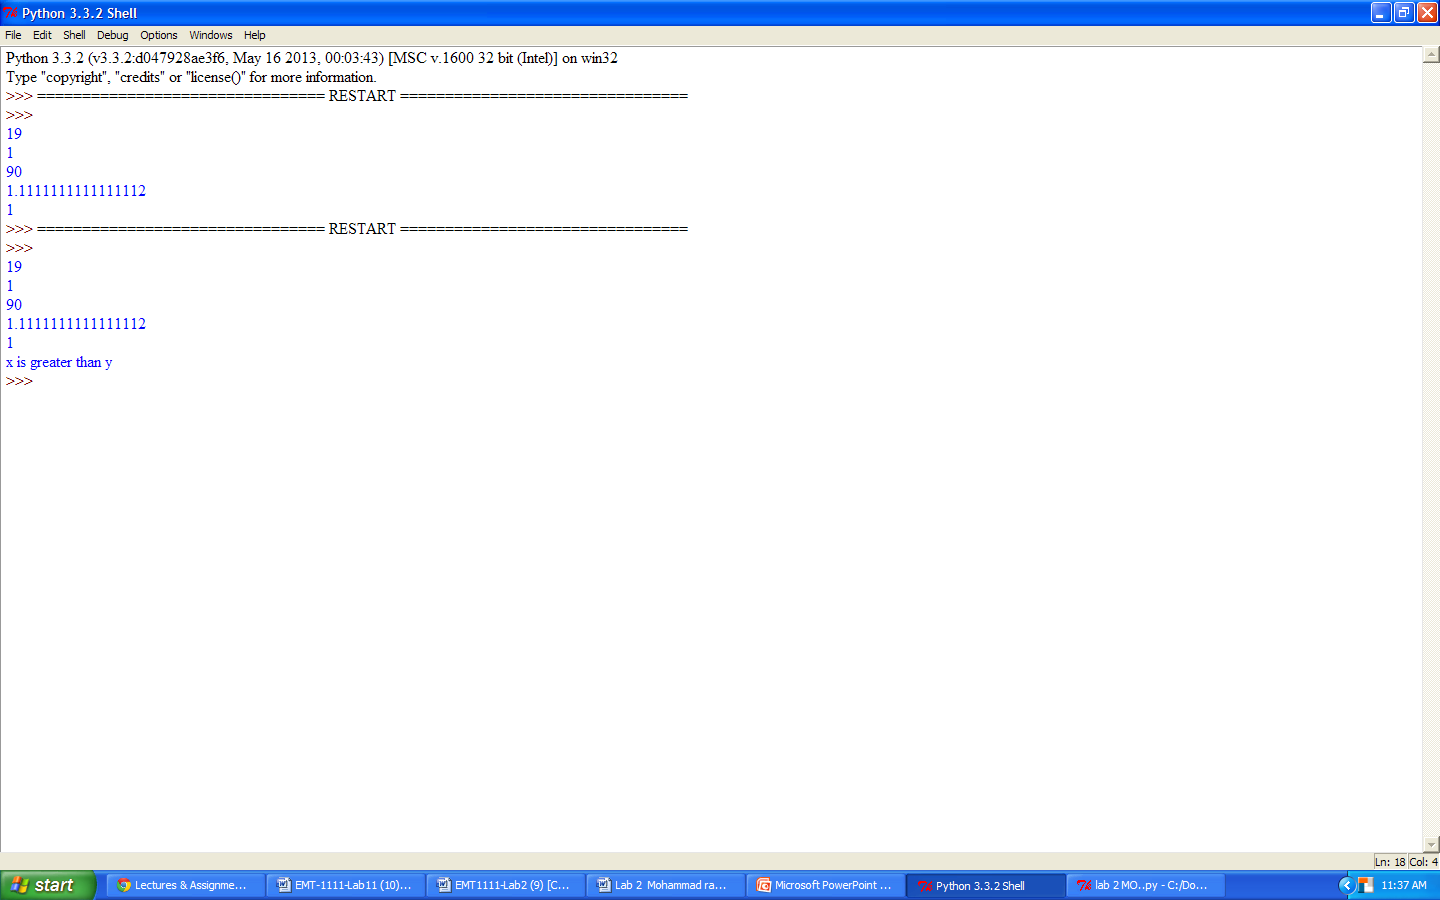 Python 3.3.2 Shell
File Edit Shell Debug Options Windows Help
Python 3.3.2 (v3.3.2:d047928ae3f6, May 16 2013, 00:03:43) [MSC v.1600 32 bit (Intel)] on win32
Type "copyright", "credits" or "license()" for more information.
>>> ================================ RESTART ================================
>>>
19
1
90
1.1111111111111112
1
>>> ================================ RESTART ================================
>>>
19
1
90
1.1111111111111112
1
x is greater than y
>>>
Ln: 18 Col: 4
start Lectures & Assignme... EMT-1111-Lab11 (10)... EMT1111-Lab2 (9) [C... Lab 2 Mohammad ra... Microsoft PowerPoint ... Python 3.3.2 Shell lab 2 MO..py - C:/Do... 11:37 AM